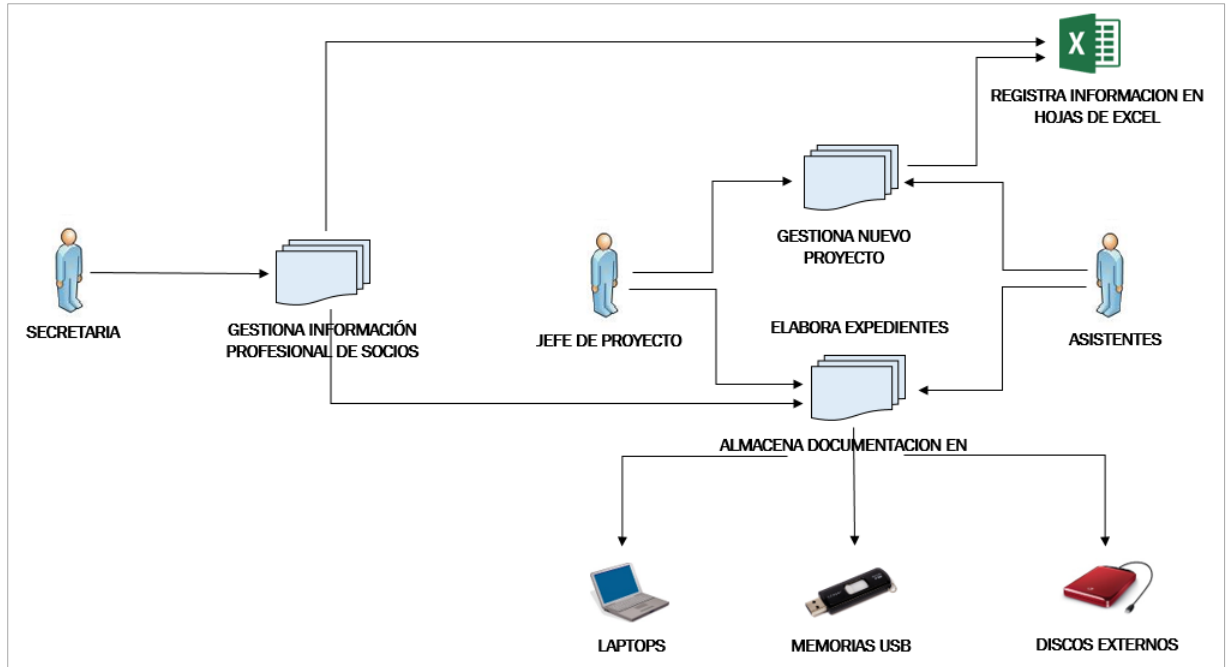 X
REGISTRA INFORMACION EN
HOJAS DE EXCEL
GESTIONA NUEVO
PROYECTO
SECRETARIA
GESTIONA INFORMACIÓN
PROFESIONAL DE SOCIOS
JEFE DE PROYECTO
ELABORA EXPEDIENTES
ASISTENTES
ALMACENA DOCUMENTACION EN
LAPTOPS
MEMORIAS USB
DISCOS EXTERNOS